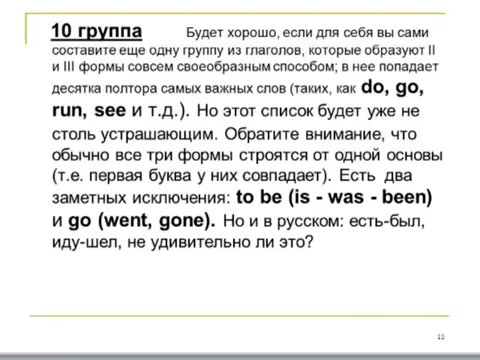 10 группа Будет хорошо, если для себя вы сами
составите еще одну группу из глаголов, которые образуют II
и III формы совсем своеобразным способом; в нее попадает
десятка полтора самых важных слов (таких, как do, go,
run, see и т.д.). Но этот список будет уже не
столь устрашающим. Обратите внимание, что
обычно все три формы строятся от одной основы
(т.е. первая буква у них совпадает). Есть два
заметных исключения: to be (is - was - been)
и go (went, gone). Но и в русском: есть-был,
иду-шел, не удивительно ли это?
13